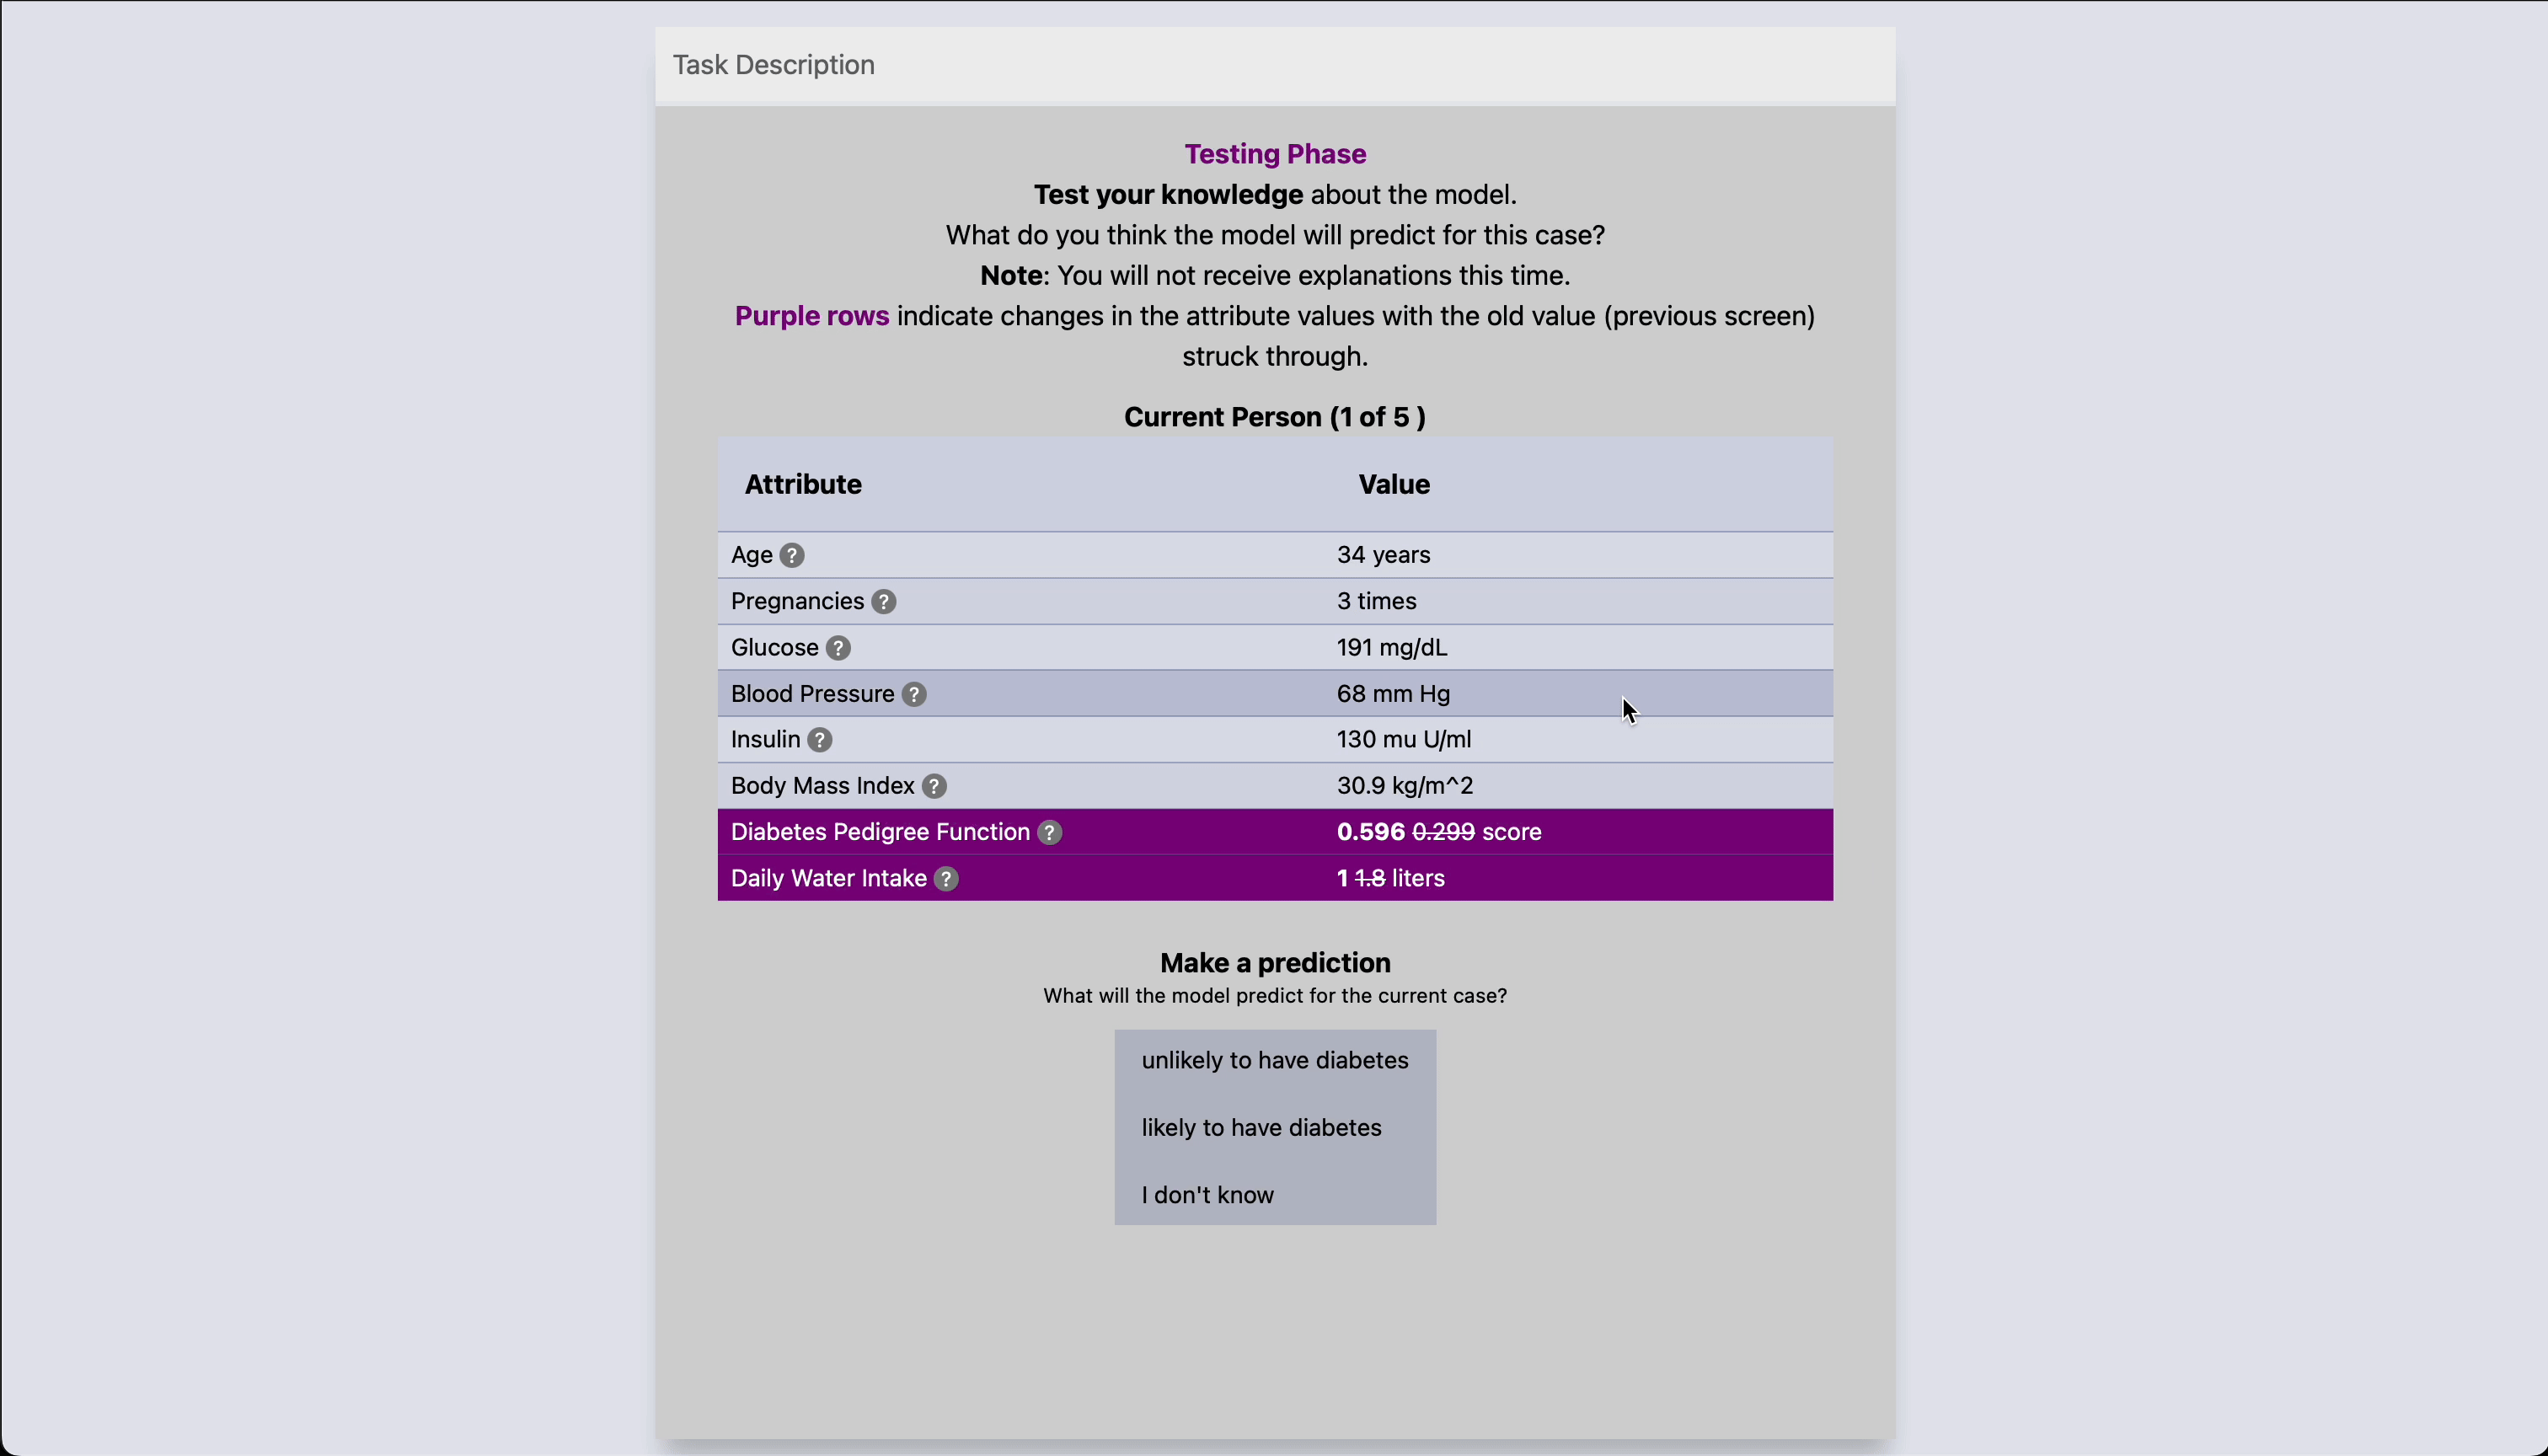 Task Description
Testing Phase
Test your knowledge about the model.
What do you think the model will predict for this case?
Note: You will not receive explanations this time.
Purple rows indicate changes in the attribute values with the old value (previous screen)
struck through.
Current Person (1 of 5 )
Attribute Value
Age ? 34 years
Pregnancies ? 3 times
Glucose ? 191 mg/dL
Blood Pressure ? 68 mm Hg
Insulin ? 130 mu U/ml
Body Mass Index ? 30.9 kg/m^2
Diabetes Pedigree Function ? 0.596 0.299 score
Daily Water Intake ? 1 1.8 liters
Make a prediction
What will the model predict for the current case?
unlikely to have diabetes
likely to have diabetes
I don't know